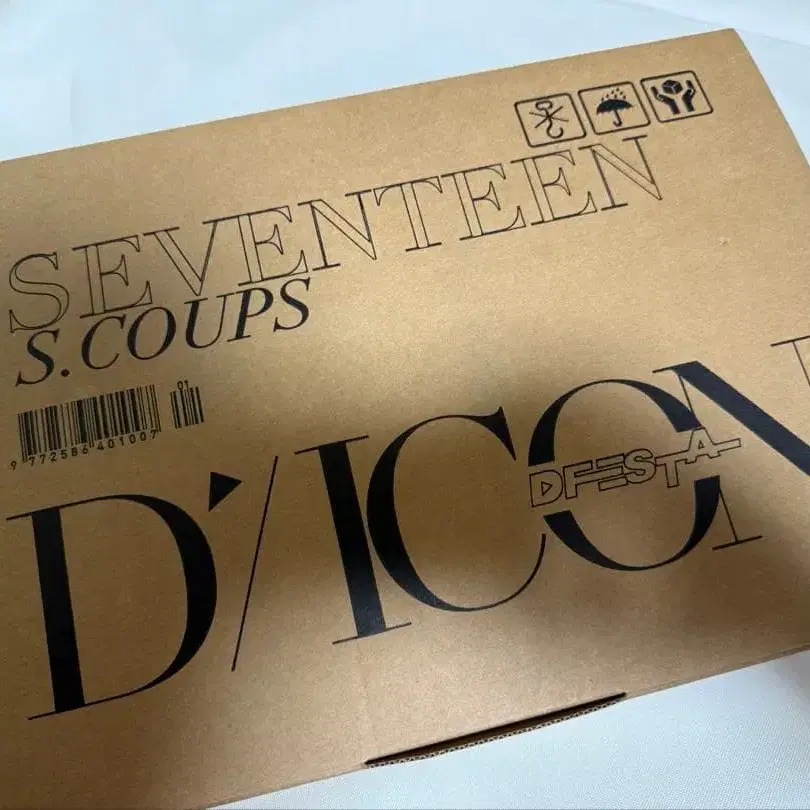 SEVENTEEN
S.COUPS
01
9 772586 401007
D'/ICON
DFESTA